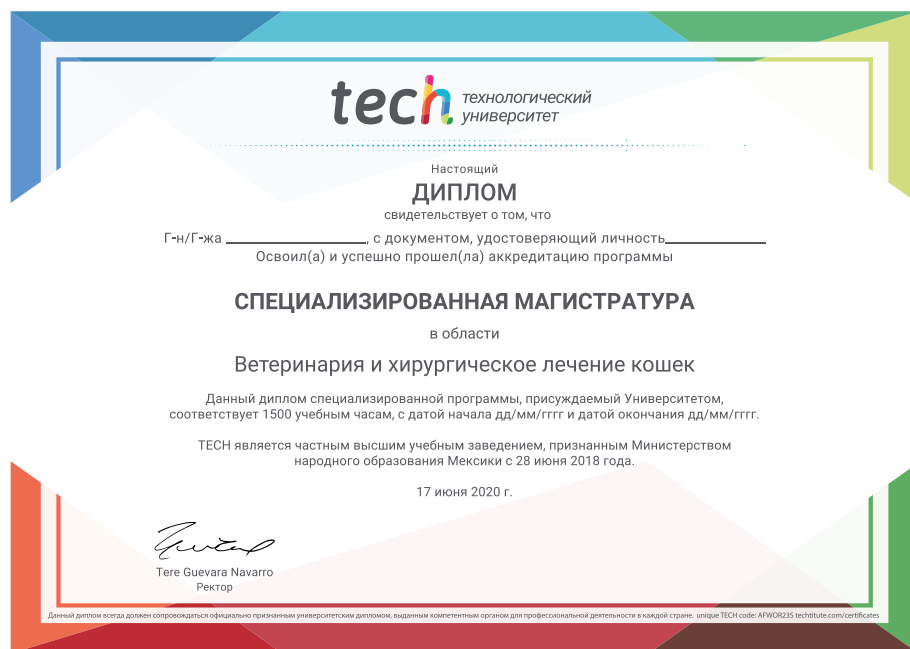 tech технологический
университет
Настоящий
ДИПЛОМ
свидетельствует о том, что
Г-н/Г-жа ____________________, с документом, удостоверяющий личность______________
Освоил(а) и успешно прошел(ла) аккредитацию программы
СПЕЦИАЛИЗИРОВАННАЯ МАГИСТРАТУРА
в области
Ветеринария и хирургическое лечение кошек
Данный диплом специализированной программы, присуждаемый Университетом,
соответствует 1500 учебным часам, с датой начала дд/мм/гггг и датой окончания дд/мм/гггг.
TECH является частным высшим учебным заведением, признанным Министерством
народного образования Мексики с 28 июня 2018 года.
17 июня 2020 г.
Tere Guevara Navarro
Ректор
Данный диплом всегда должен сопровождаться официально признанным университетским дипломом, выданным компетентным органом для профессиональной деятельности в каждой стране. unique TECH code: AFWOR23S techtitute.com/certificates